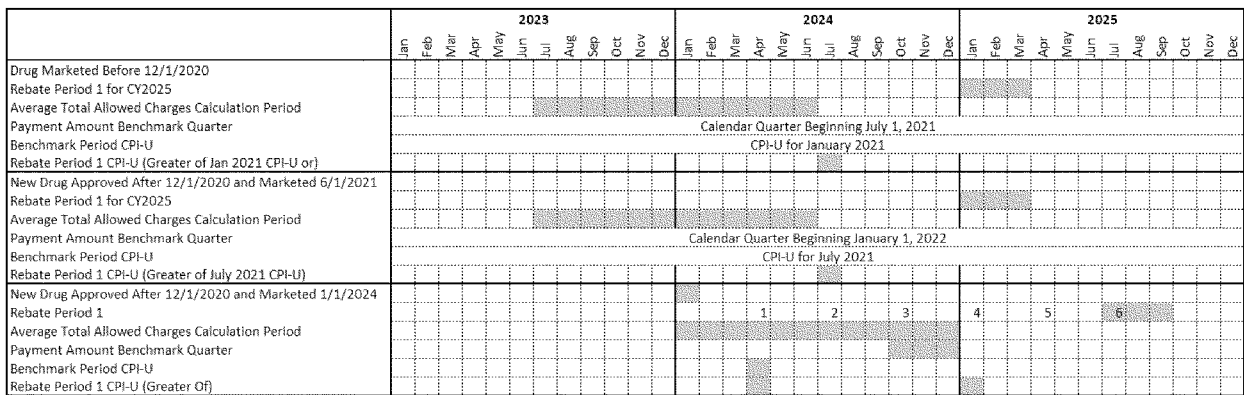 2023 2024 2025
Jan Feb Mar Apr May Jun Jul Aug Sep Oct Nov Dec Jan Feb Mar Apr May Jun Jul Aug Sep Oct Nov Dec Jan Feb Mar Apr May Jun Jul Aug Sep Oct Nov Dec
Drug Marketed Before 12/1/2020
Rebate Period 1 for CY2025
Average Total Allowed Charges Calculation Period
Payment Amount Benchmark Quarter Calendar Quarter Beginning July 1, 2021
Benchmark Period CPI-U CPI-U for January 2021
Rebate Period 1 CPI-U (Greater of Jan 2021 CPI-U or)
New Drug Approved After 12/1/2020 and Marketed 6/1/2021
Rebate Period 1 for CY2025
Average Total Allowed Charges Calculation Period
Payment Amount Benchmark Quarter Calendar Quarter Beginning January 1, 2022
Benchmark Period CPI-U CPI-U for July 2021
Rebate Period 1 CPI-U (Greater of July 2021 CPI-U)
New Drug Approved After 12/1/2020 and Marketed 1/1/2024
Rebate Period 1 1 2 3 4 5 6
Average Total Allowed Charges Calculation Period
Payment Amount Benchmark Quarter
Benchmark Period CPI-U
Rebate Period 1 CPI-U (Greater Of)